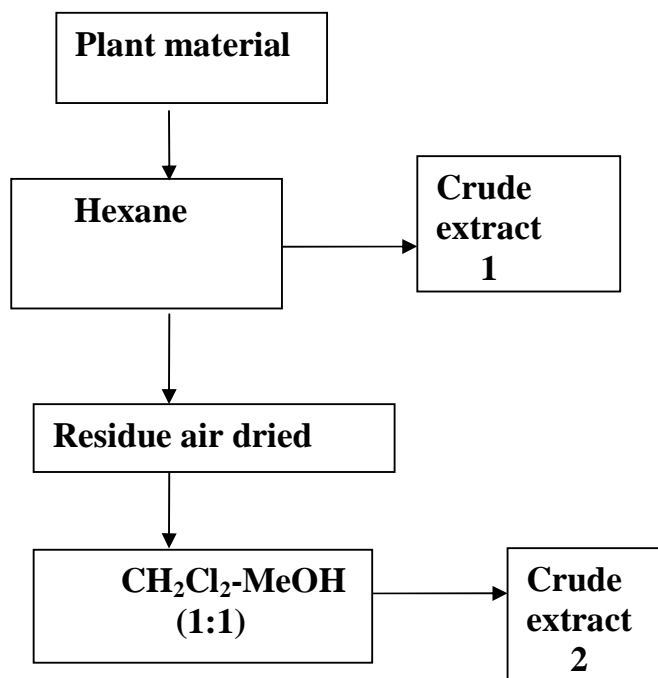 Plant material
Hexane
Crude
extract
1
Residue air dried
CH₂Cl₂-MeOH
(1:1)
Crude
extract
2